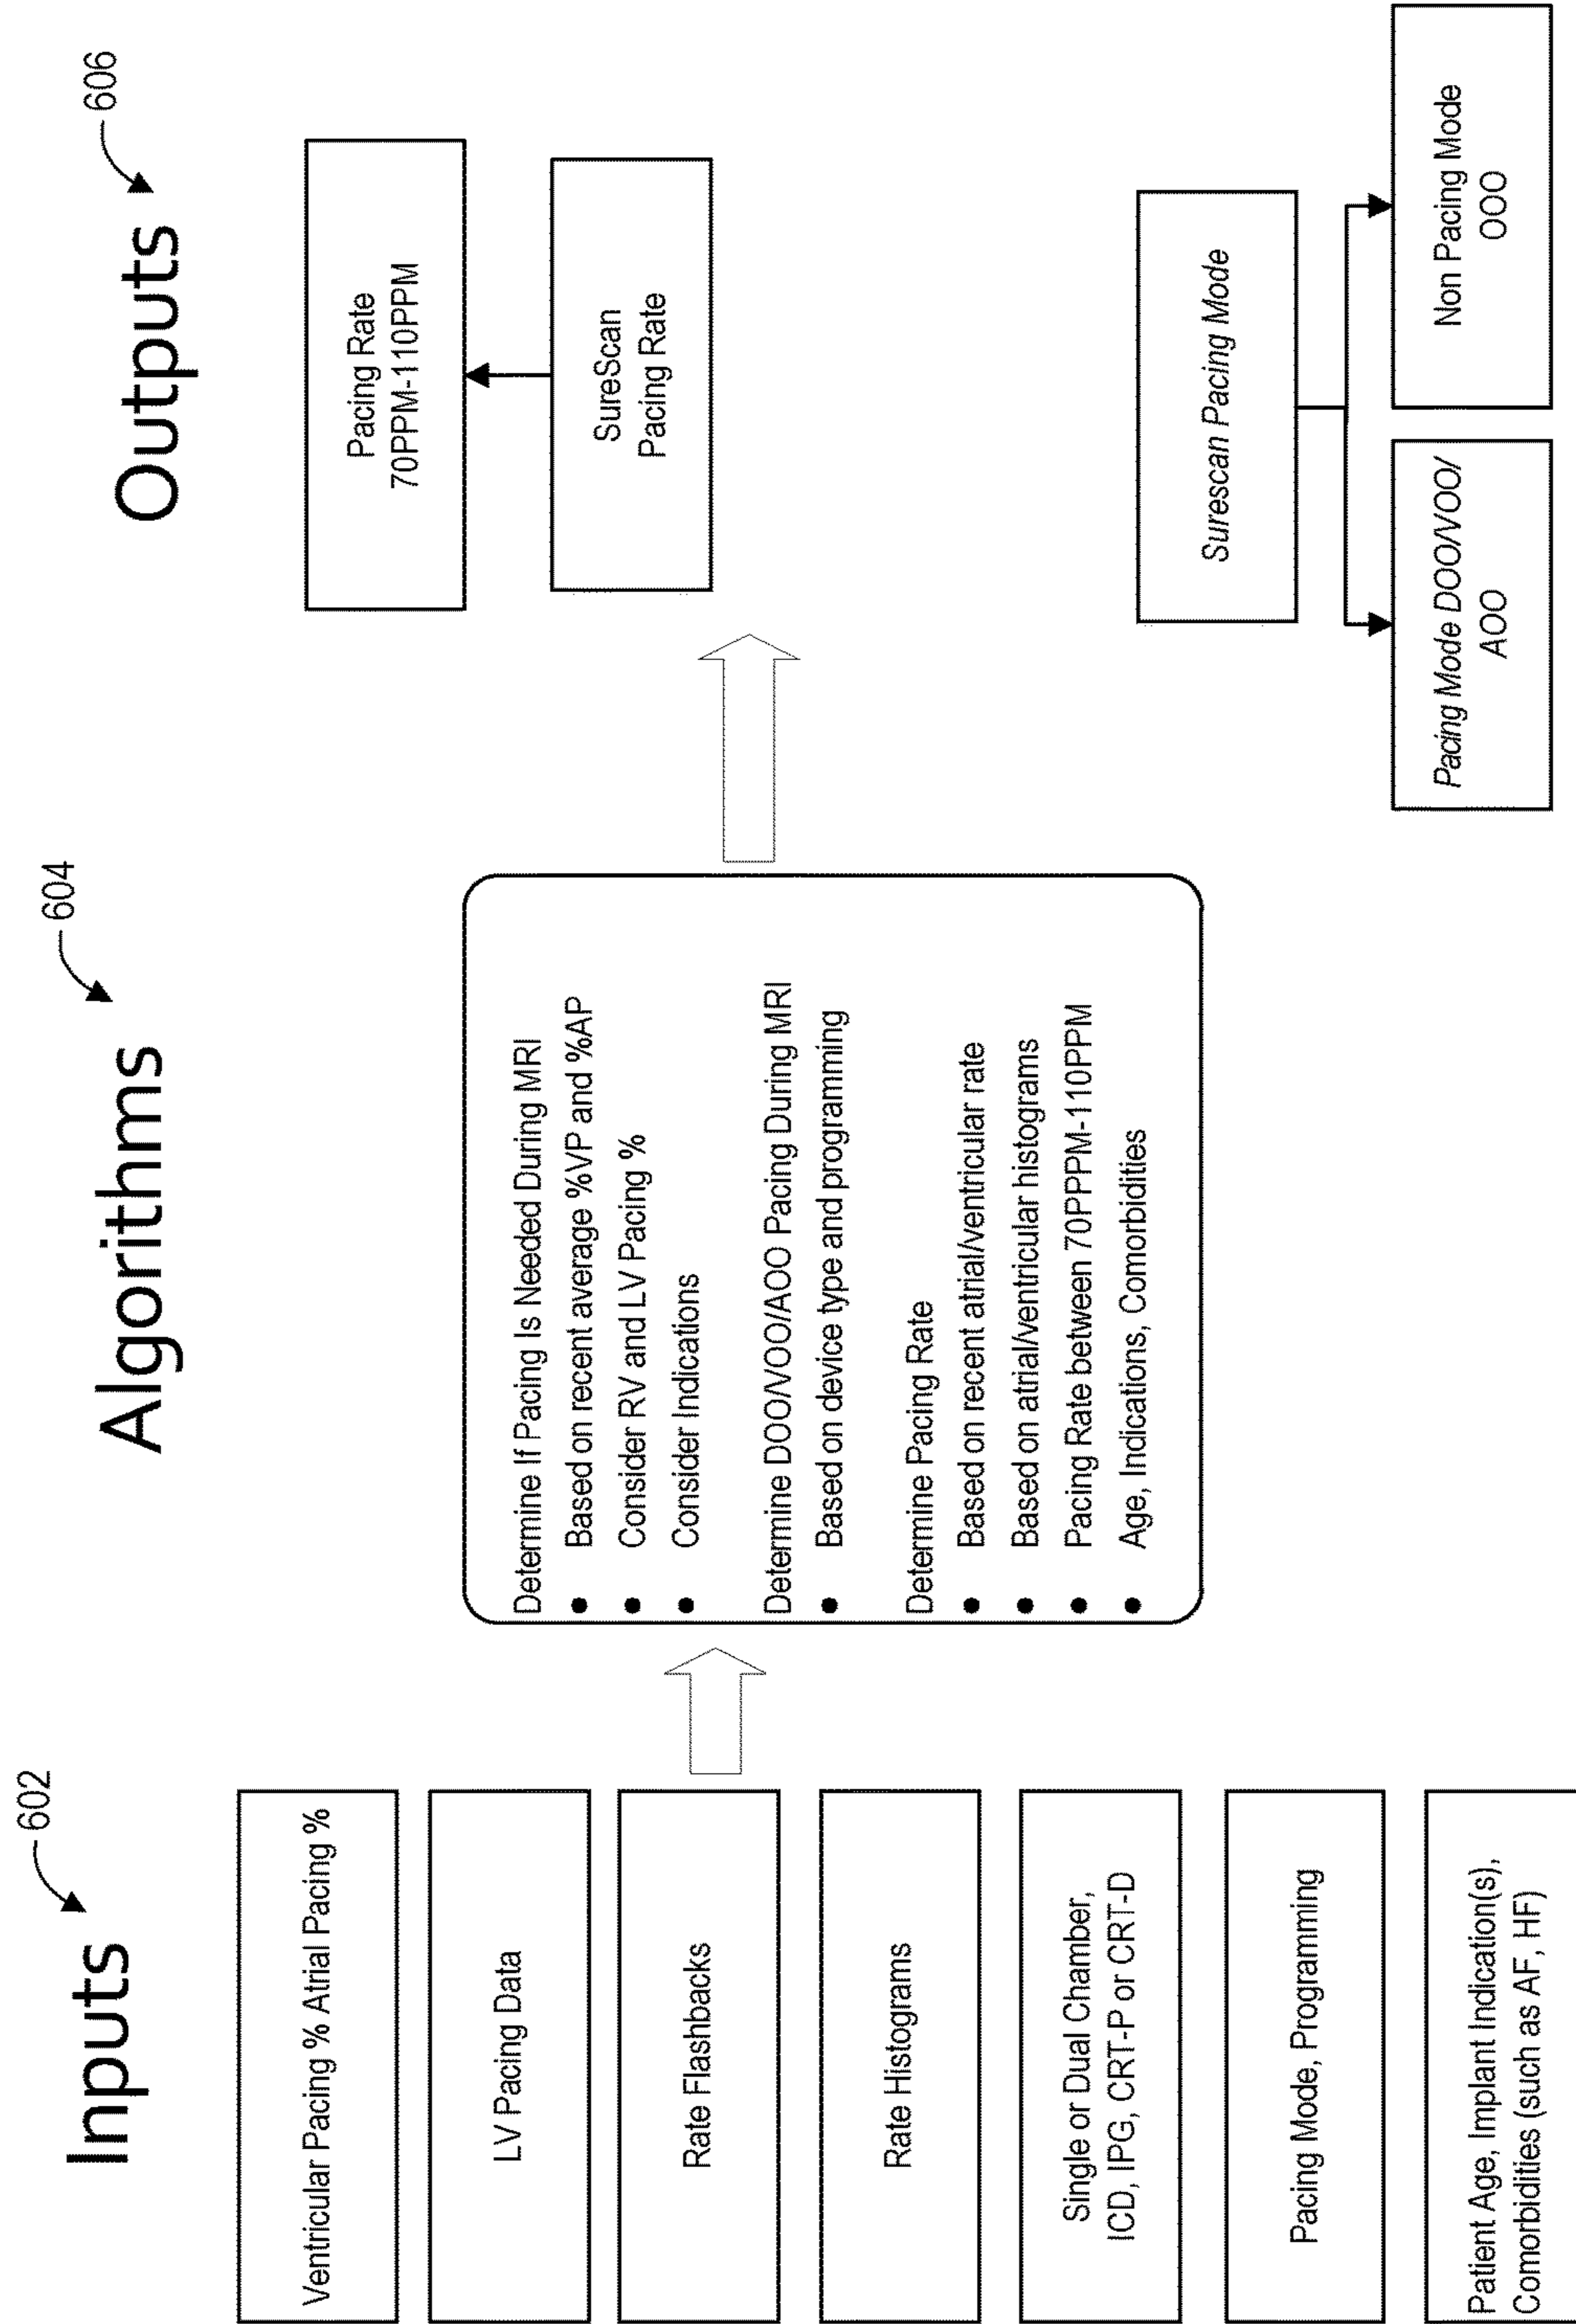 Inputs
602
Ventricular Pacing % Atrial Pacing %
LV Pacing Data
Rate Flashbacks
Rate Histograms
Single or Dual Chamber,
ICD, IPG, CRT-P or CRT-D
Pacing Mode, Programming
Patient Age, Implant Indication(s),
Comorbidities (such as AF, HF)
Algorithms
604
Determine If Pacing Is Needed During MRI
● Based on recent average %VP and %AP
● Consider RV and LV Pacing %
● Consider Indications
Determine DOO/VOO/AOO Pacing During MRI
● Based on device type and programming
Determine Pacing Rate
● Based on recent atrial/ventricular rate
● Based on atrial/ventricular histograms
● Pacing Rate between 70PPPM-110PPM
● Age, Indications, Comorbidities
Outputs
606
Pacing Rate
70PPM-110PPM
SureScan
Pacing Rate
Surescan Pacing Mode
Pacing Mode DOO/VOO/
AOO
Non Pacing Mode
OOO